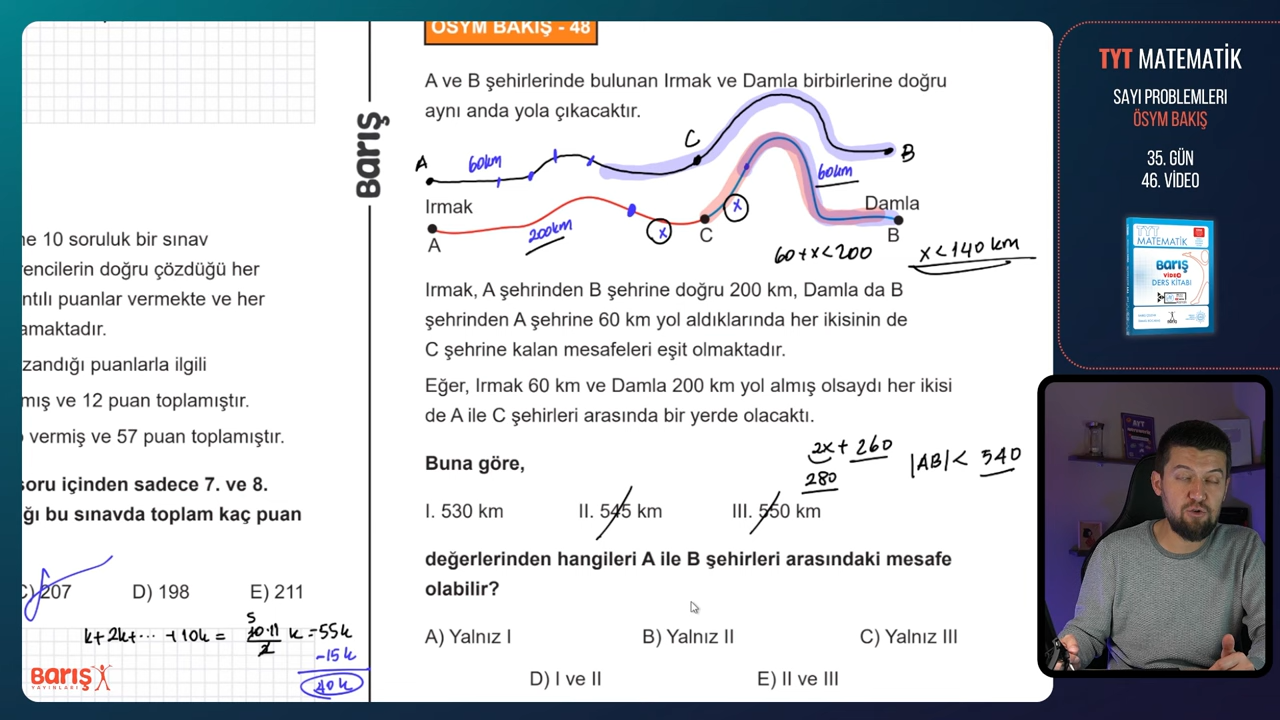 ÖSYM BAKIŞ - 48
A ve B şehirlerinde bulunan Irmak ve Damla birbirlerine doğru
aynı anda yola çıkacaktır.
A
60km
C
B
60km
Irmak
Damla
A
200km
x
C
x
B
60+x<200
x<140 km
Irmak, A şehrinden B şehrine doğru 200 km, Damla da B
şehrinden A şehrine 60 km yol aldıklarında her ikisinin de
C şehrine kalan mesafeleri eşit olmaktadır.
Eğer, Irmak 60 km ve Damla 200 km yol almış olsaydı her ikisi
de A ile C şehirleri arasında bir yerde olacaktı.
2x + 260
280
|AB| < 540
Buna göre,
I. 530 km
II. 545 km
III. 550 km
değerlerinden hangileri A ile B şehirleri arasındaki mesafe
olabilir?
A) Yalnız I
B) Yalnız II
C) Yalnız III
D) I ve II
E) II ve III
Barış
ne 10 soruluk bir sınav
encilerin doğru çözdüğü her
ntılı puanlar vermekte ve her
amaktadır.
zandığı puanlarla ilgili
mış ve 12 puan toplamıştır.
vermiş ve 57 puan toplamıştır.
soru içinden sadece 7. ve 8.
ğı bu sınavda toplam kaç puan
C) 207
D) 198
E) 211
k+2k+ ... +10k = 10.11 / 2 k = 55k
5
-15k
40k
Barış
YAYINLARI
TYT MATEMATİK
SAYI PROBLEMLERI
ÖSYM BAKIŞ
35. GÜN
46. VİDEO
TYT
MATEMATİK
Barış
VİDEO
DERS KİTABI